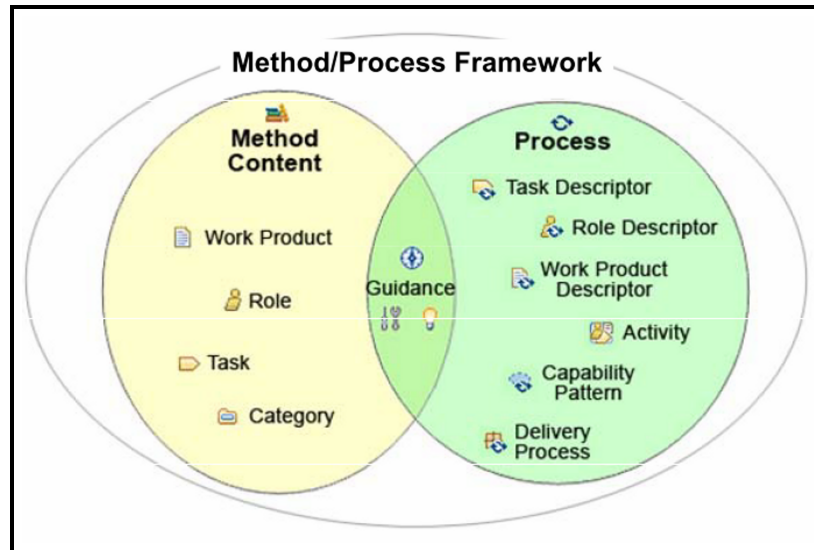 Method/Process Framework
Method
Content
Work Product
Role
Task
Category
Guidance
Process
Task Descriptor
Role Descriptor
Work Product
Descriptor
Activity
Capability
Pattern
Delivery
Process